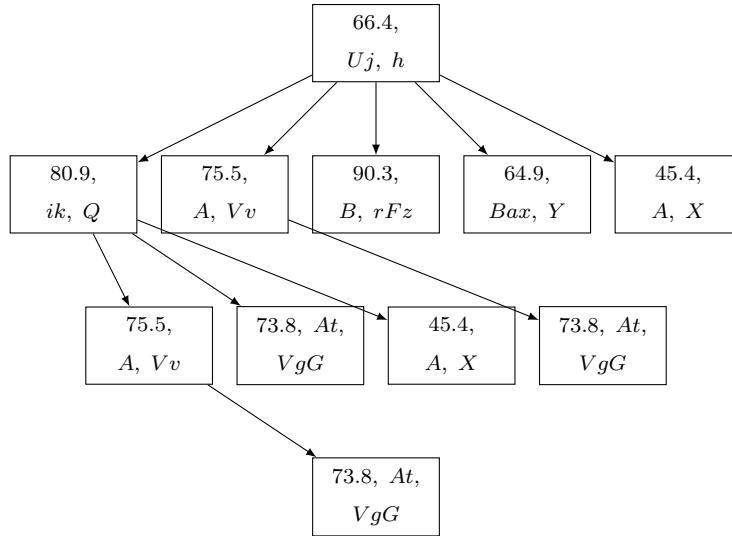 66.4,
Uj, h
80.9,
ik, Q
75.5,
A, Vv
90.3,
B, rFz
64.9,
Bax, Y
45.4,
A, X
75.5,
A, Vv
73.8, At,
VgG
45.4,
A, X
73.8, At,
VgG
73.8, At,
VgG